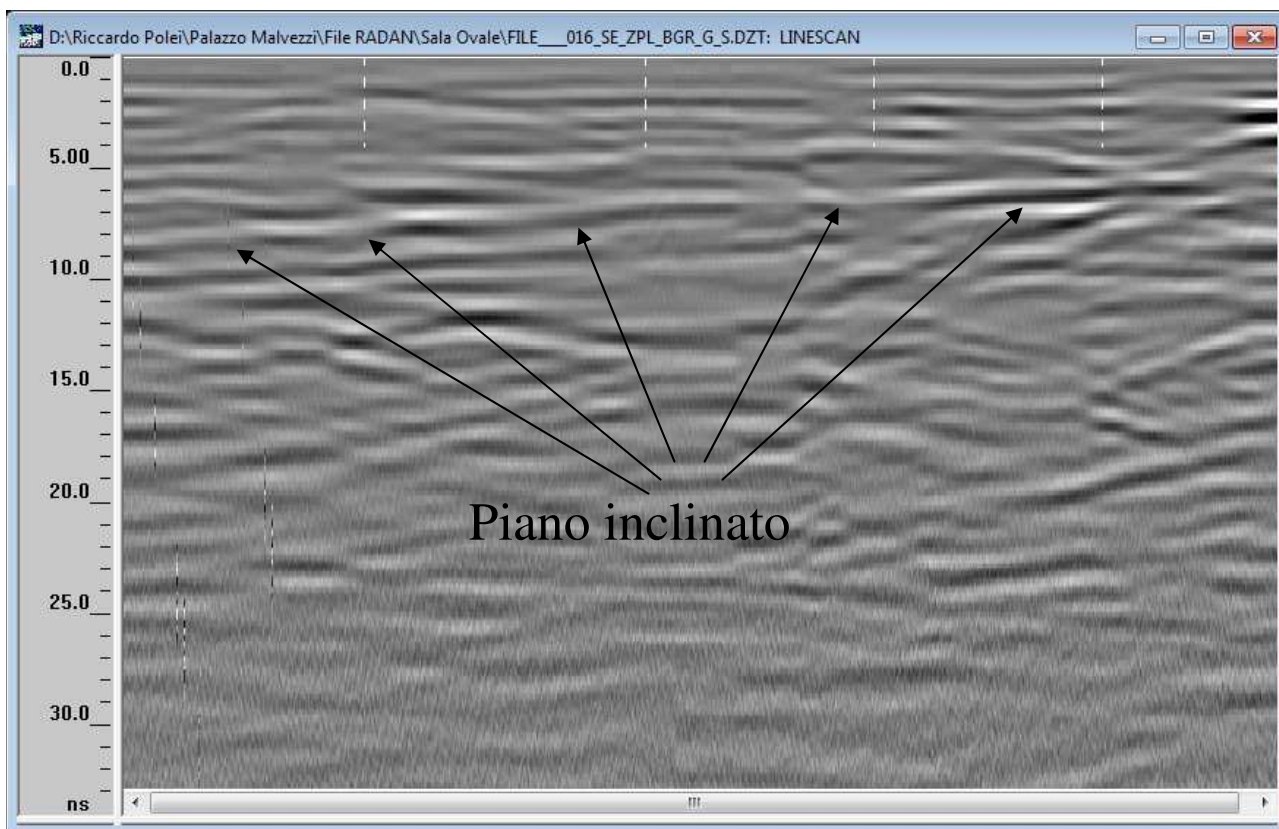 D:\Riccardo Polei\Palazzo Malvezzi\File RADAN\Sala Ovale\FILE___016_SE_ZPL_BGR_G_S.DZT: LINESCAN
0.0
5.00
10.0
15.0
20.0
Piano inclinato
25.0
30.0
ns